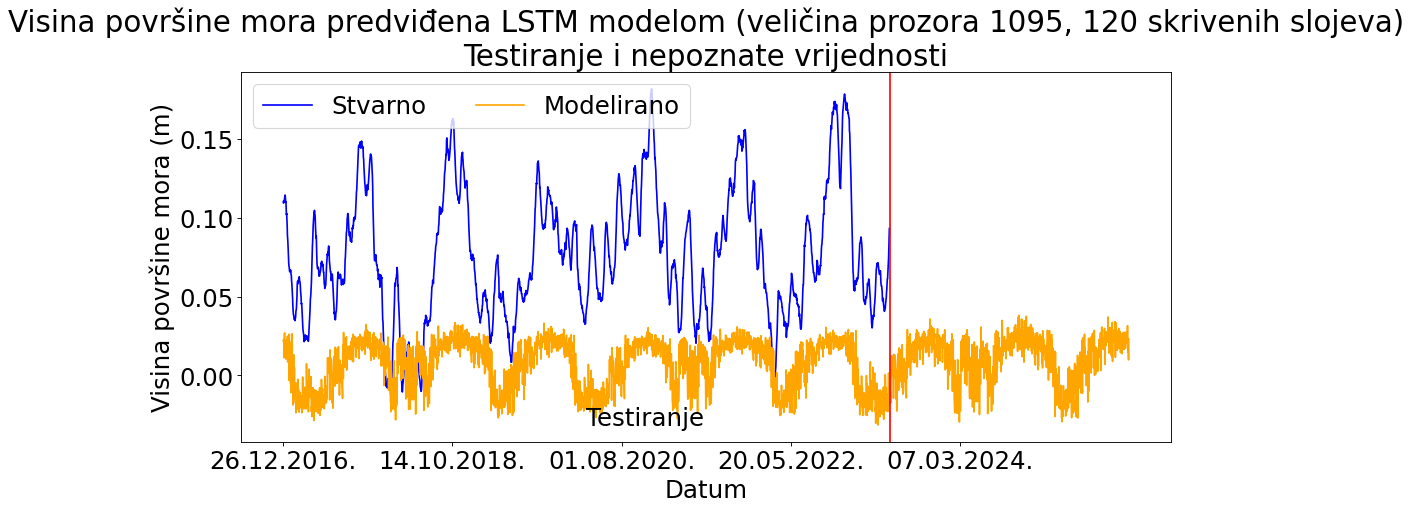 Visina površine mora predviđena LSTM modelom (veličina prozora 1095, 120 skrivenih slojeva)
Testiranje i nepoznate vrijednosti
Stvarno
Modelirano
Visina površine mora (m)
0.15
0.10
0.05
0.00
Testiranje
26.12.2016.
14.10.2018.
01.08.2020.
20.05.2022.
07.03.2024.
Datum